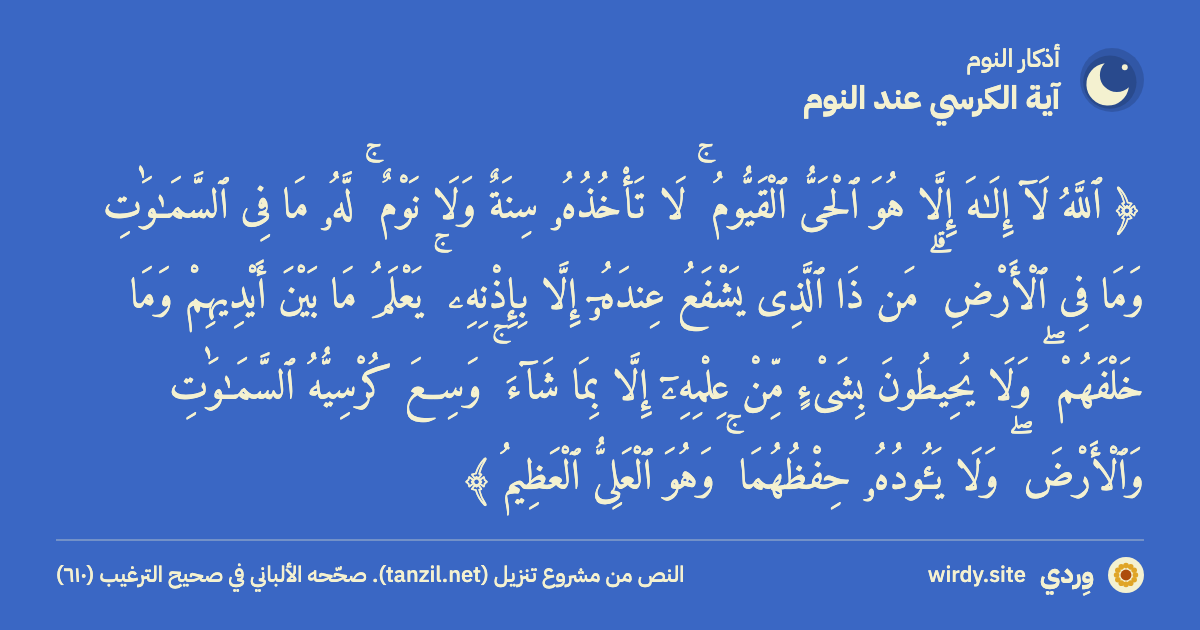 أذكار النوم
آية الكرسي عند النوم
﴿ ٱللَّهُ لَآ إِلَـٰهَ إِلَّا هُوَ ٱلْحَىُّ ٱلْقَيُّومُ ۚ لَا تَأْخُذُهُۥ سِنَةٌ وَلَا نَوْمٌ ۚ لَّهُۥ مَا فِى ٱلسَّمَـٰوَٰتِ
وَمَا فِى ٱلْأَرْضِ ۗ مَن ذَا ٱلَّذِى يَشْفَعُ عِندَهُۥٓ إِلَّا بِإِذْنِهِۦ ۚ يَعْلَمُ مَا بَيْنَ أَيْدِيهِمْ وَمَا
خَلْفَهُمْ ۖ وَلَا يُحِيطُونَ بِشَىْءٍ مِّنْ عِلْمِهِۦٓ إِلَّا بِمَا شَآءَ ۚ وَسِعَ كُرْسِيُّهُ ٱلسَّمَـٰوَٰتِ
وَٱلْأَرْضَ ۖ وَلَا يَـُٔودُهُۥ حِفْظُهُمَا ۚ وَهُوَ ٱلْعَلِىُّ ٱلْعَظِيمُ ﴾
وِردي wirdy.site
النص من مشروع تنزيل (tanzil.net). صحّحه الألباني في صحيح الترغيب (٦١٠)